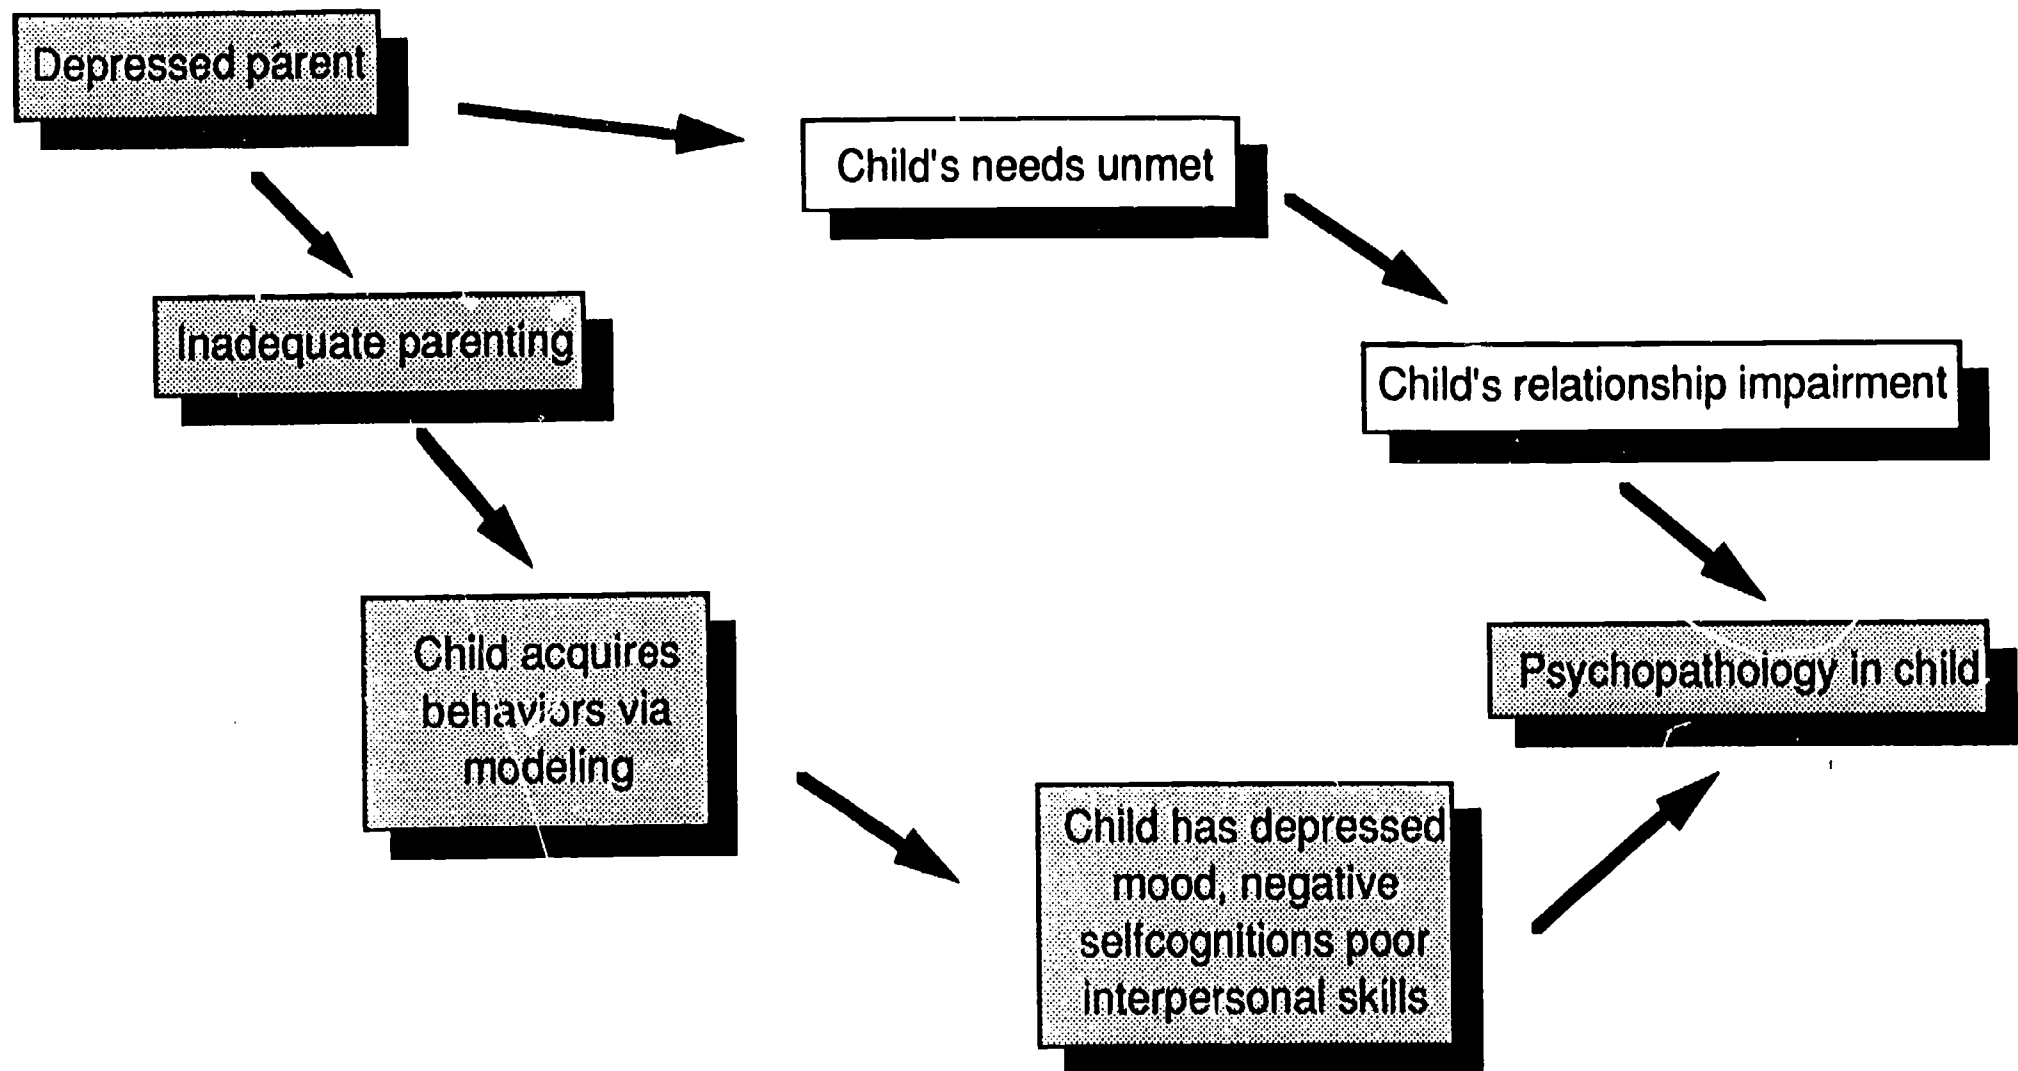 Depressed parent
Child's needs unmet
Inadequate parenting
Child's relationship impairment
Child acquires
behaviors via
modeling
Psychopathology in child
Child has depressed
mood, negative
selfcognitions poor
interpersonal skills